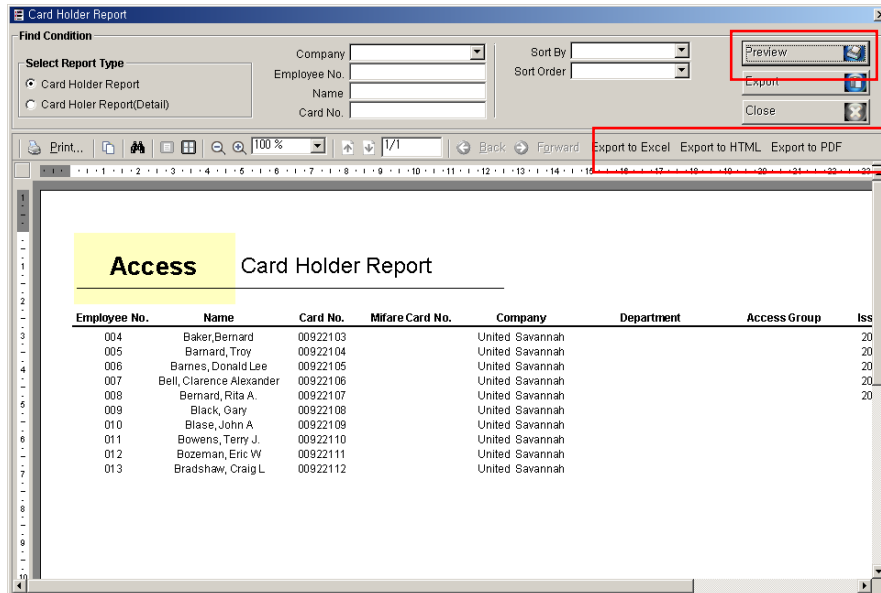 Card Holder Report
Find Condition
Select Report Type
Card Holder Report
Card Holer Report(Detail)
Company
Employee No.
Name
Card No.
Sort By
Sort Order
Preview
Export
Close
Print... 100 % 1/1 Back Forward Export to Excel Export to HTML Export to PDF
Access Card Holder Report
Employee No. Name Card No. Mifare Card No. Company Department Access Group Iss
004 Baker,Bernard 00922103 United Savannah 20
005 Barnard, Troy 00922104 United Savannah 20
006 Barnes, Donald Lee 00922105 United Savannah 20
007 Bell, Clarence Alexander 00922106 United Savannah 20
008 Bernard, Rita A. 00922107 United Savannah 20
009 Black, Gary 00922108 United Savannah
010 Blase, John A 00922109 United Savannah
011 Bowens, Terry J. 00922110 United Savannah
012 Bozeman, Eric W 00922111 United Savannah
013 Bradshaw, Craig L 00922112 United Savannah